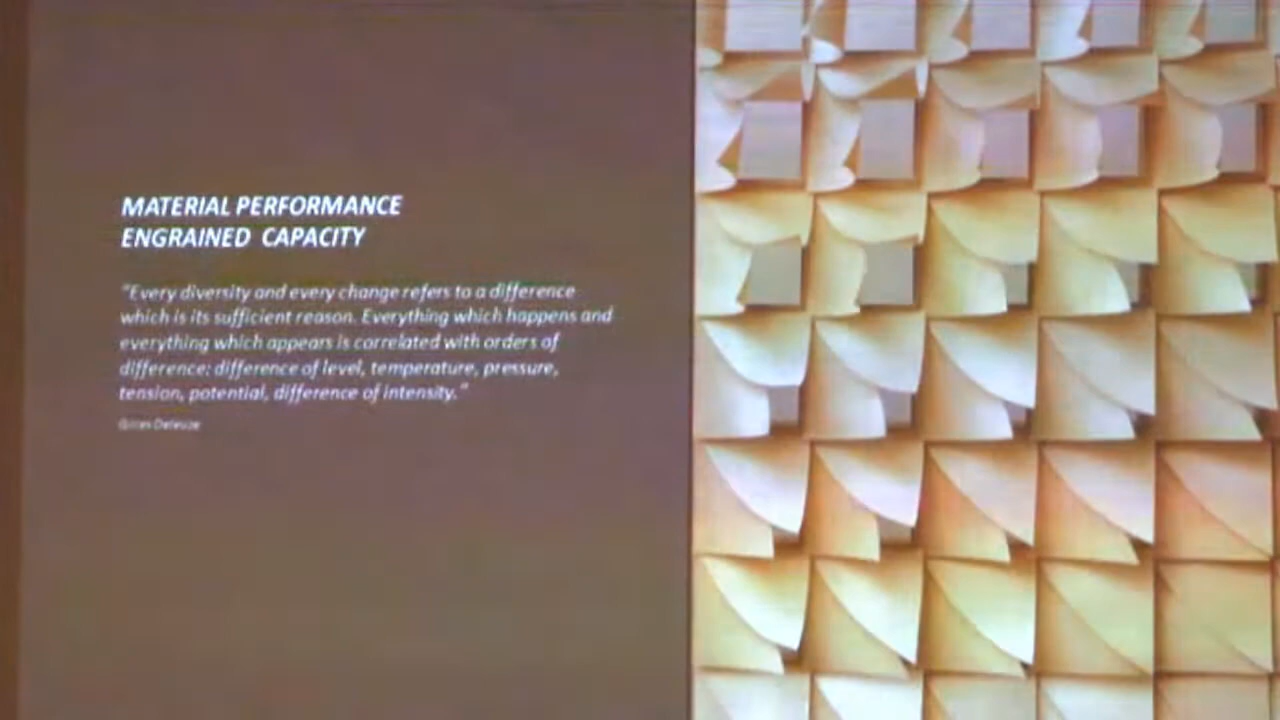 MATERIAL PERFORMANCE
ENGRAINED CAPACITY
"Every diversity and every change refers to a difference
which is its sufficient reason. Everything which happens and
everything which appears is correlated with orders of
difference: difference of level, temperature, pressure,
tension, potential, difference of intensity."
Gilles Deleuze